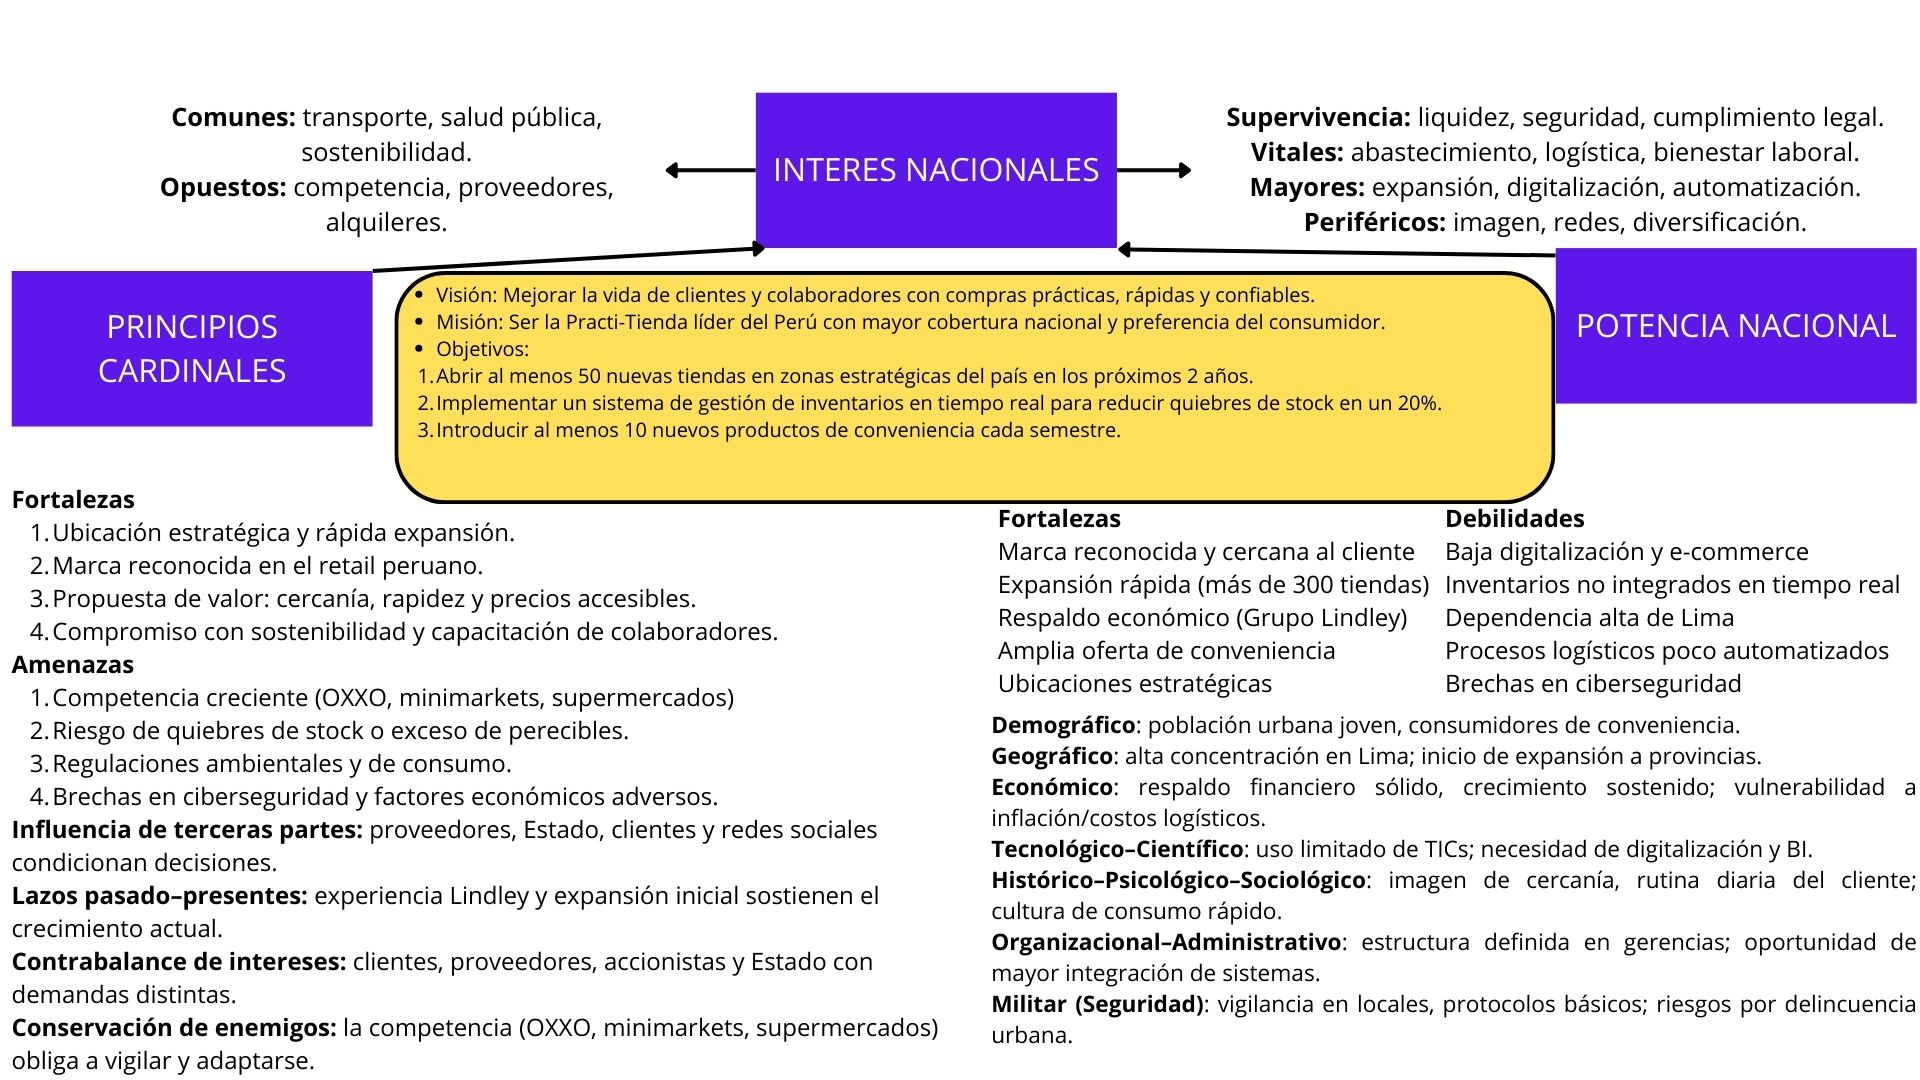 Comunes: transporte, salud pública,
sostenibilidad.
Opuestos: competencia, proveedores,
alquileres.
INTERES NACIONALES
Supervivencia: liquidez, seguridad, cumplimiento legal.
Vitales: abastecimiento, logística, bienestar laboral.
Mayores: expansión, digitalización, automatización.
Periféricos: imagen, redes, diversificación.
PRINCIPIOS
CARDINALES
• Visión: Mejorar la vida de clientes y colaboradores con compras prácticas, rápidas y confiables.
• Misión: Ser la Practi-Tienda líder del Perú con mayor cobertura nacional y preferencia del consumidor.
• Objetivos:
1. Abrir al menos 50 nuevas tiendas en zonas estratégicas del país en los próximos 2 años.
2. Implementar un sistema de gestión de inventarios en tiempo real para reducir quiebres de stock en un 20%.
3. Introducir al menos 10 nuevos productos de conveniencia cada semestre.
POTENCIA NACIONAL
Fortalezas
1. Ubicación estratégica y rápida expansión.
2. Marca reconocida en el retail peruano.
3. Propuesta de valor: cercanía, rapidez y precios accesibles.
4. Compromiso con sostenibilidad y capacitación de colaboradores.
Amenazas
1. Competencia creciente (OXXO, minimarkets, supermercados)
2. Riesgo de quiebres de stock o exceso de perecibles.
3. Regulaciones ambientales y de consumo.
4. Brechas en ciberseguridad y factores económicos adversos.
Influencia de terceras partes: proveedores, Estado, clientes y redes sociales
condicionan decisiones.
Lazos pasado–presentes: experiencia Lindley y expansión inicial sostienen el
crecimiento actual.
Contrabalance de intereses: clientes, proveedores, accionistas y Estado con
demandas distintas.
Conservación de enemigos: la competencia (OXXO, minimarkets, supermercados)
obliga a vigilar y adaptarse.
Fortalezas
Marca reconocida y cercana al cliente
Expansión rápida (más de 300 tiendas)
Respaldo económico (Grupo Lindley)
Amplia oferta de conveniencia
Ubicaciones estratégicas
Debilidades
Baja digitalización y e-commerce
Inventarios no integrados en tiempo real
Dependencia alta de Lima
Procesos logísticos poco automatizados
Brechas en ciberseguridad
Demográfico: población urbana joven, consumidores de conveniencia.
Geográfico: alta concentración en Lima; inicio de expansión a provincias.
Económico: respaldo financiero sólido, crecimiento sostenido; vulnerabilidad a
inflación/costos logísticos.
Tecnológico–Científico: uso limitado de TICs; necesidad de digitalización y BI.
Histórico–Psicológico–Sociológico: imagen de cercanía, rutina diaria del cliente;
cultura de consumo rápido.
Organizacional–Administrativo: estructura definida en gerencias; oportunidad de
mayor integración de sistemas.
Militar (Seguridad): vigilancia en locales, protocolos básicos; riesgos por delincuencia
urbana.